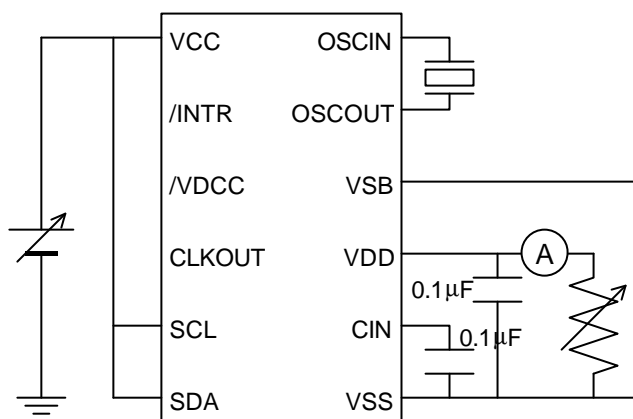 VCC OSCIN
/INTR OSCOUT
/VDCC VSB
CLKOUT VDD A
0.1µF
SCL CIN 0.1µF
SDA VSS